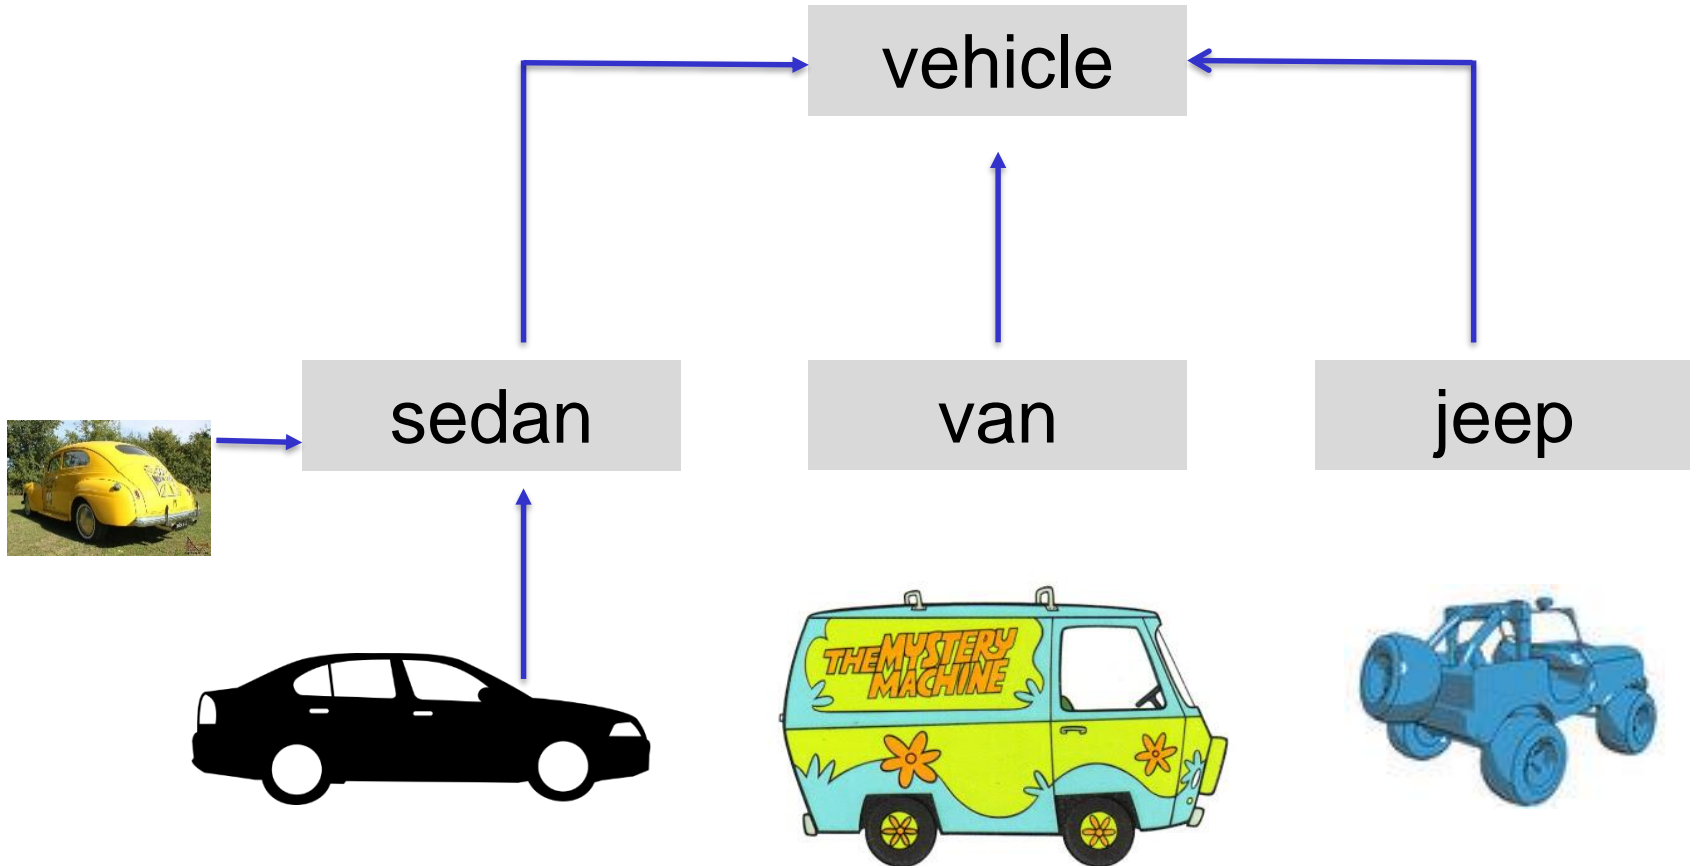 vehicle
sedan
van
jeep
THE MYSTERY
MACHINE